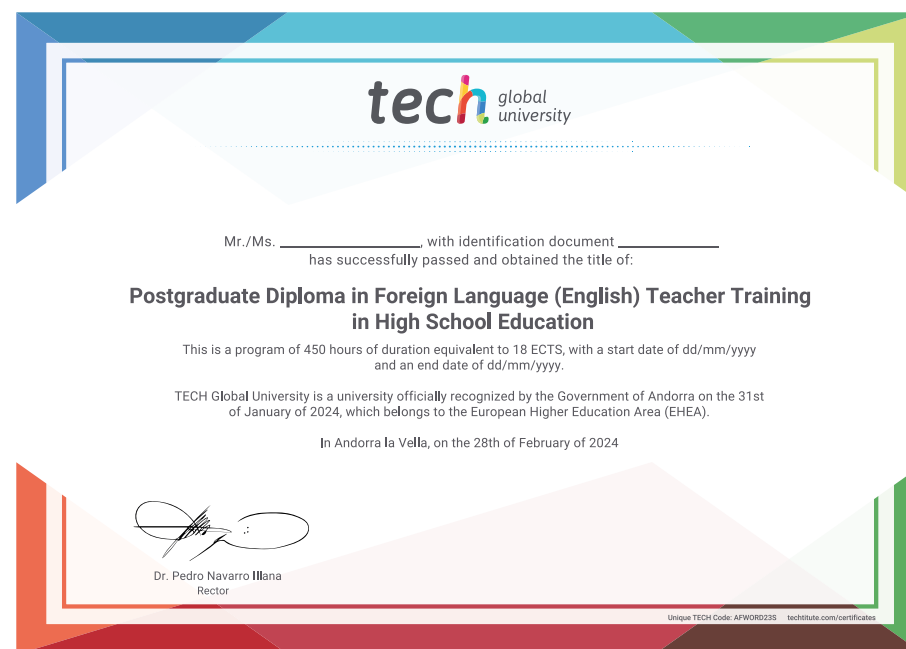 tech global university
Mr./Ms. ____________________, with identification document ______________
has successfully passed and obtained the title of:
Postgraduate Diploma in Foreign Language (English) Teacher Training
in High School Education
This is a program of 450 hours of duration equivalent to 18 ECTS, with a start date of dd/mm/yyyy
and an end date of dd/mm/yyyy.
TECH Global University is a university officially recognized by the Government of Andorra on the 31st
of January of 2024, which belongs to the European Higher Education Area (EHEA).
In Andorra la Vella, on the 28th of February of 2024
Dr. Pedro Navarro Illana
Rector
Unique TECH Code: AFWORD23S techtitute.com/certificates